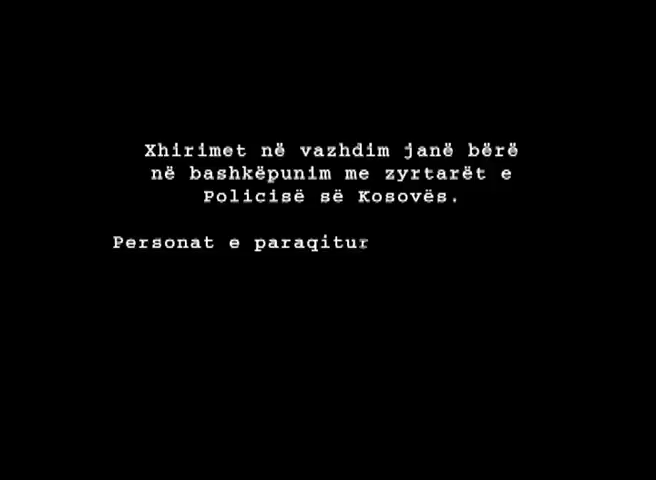 Xhirimet në vazhdim janë bërë
në bashkëpunim me zyrtarët e
Policisë së Kosovës.
Personat e paraqitur